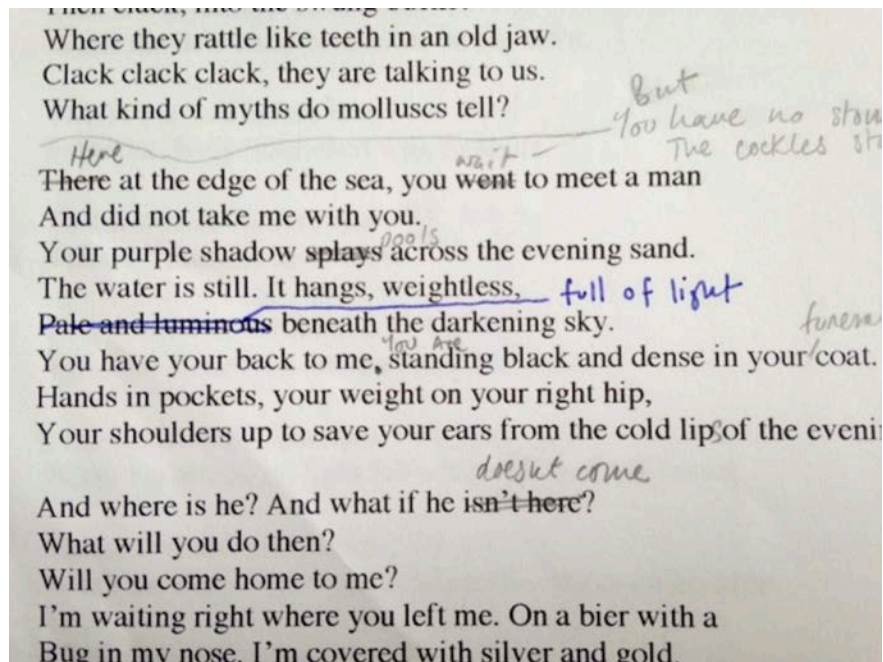 Where they rattle like teeth in an old jaw.
Clack clack clack, they are talking to us.
What kind of myths do molluscs tell?
But
You have no
The cockles
Here
wait
There at the edge of the sea, you went to meet a man
And did not take me with you.
pools
Your purple shadow splays across the evening sand.
The water is still. It hangs, weightless, full of light
Pale and luminous beneath the darkening sky.
You Are
You have your back to me, standing black and dense in your coat.
Hands in pockets, your weight on your right hip,
Your shoulders up to save your ears from the cold lips of the
doesnt come
And where is he? And what if he isn't here?
What will you do then?
Will you come home to me?
I'm waiting right where you left me. On a bier with a
Bug in my nose. I'm covered with silver and gold.